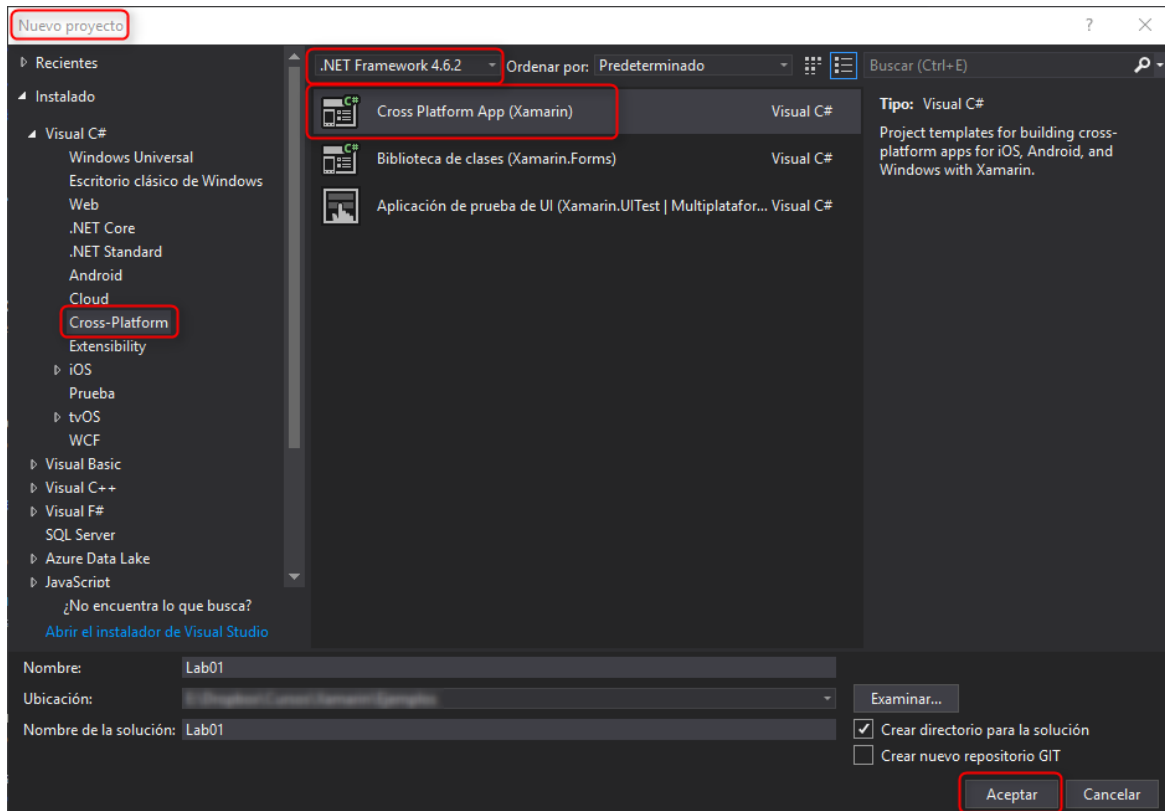 Nuevo proyecto
?
Recientes
Instalado
Visual C#
Windows Universal
Escritorio clásico de Windows
Web
.NET Core
.NET Standard
Android
Cloud
Cross-Platform
Extensibility
iOS
Prueba
tvOS
WCF
Visual Basic
Visual C++
Visual F#
SQL Server
Azure Data Lake
JavaScript
¿No encuentra lo que busca?
Abrir el instalador de Visual Studio
.NET Framework 4.6.2 Ordenar por: Predeterminado
Cross Platform App (Xamarin) Visual C#
Biblioteca de clases (Xamarin.Forms) Visual C#
Aplicación de prueba de UI (Xamarin.UITest | Multiplatafor... Visual C#
Buscar (Ctrl+E)
Tipo: Visual C#
Project templates for building cross-
platform apps for iOS, Android, and
Windows with Xamarin.
Nombre: Lab01
Ubicación:
Examinar...
Nombre de la solución: Lab01
Crear directorio para la solución
Crear nuevo repositorio GIT
Aceptar Cancelar